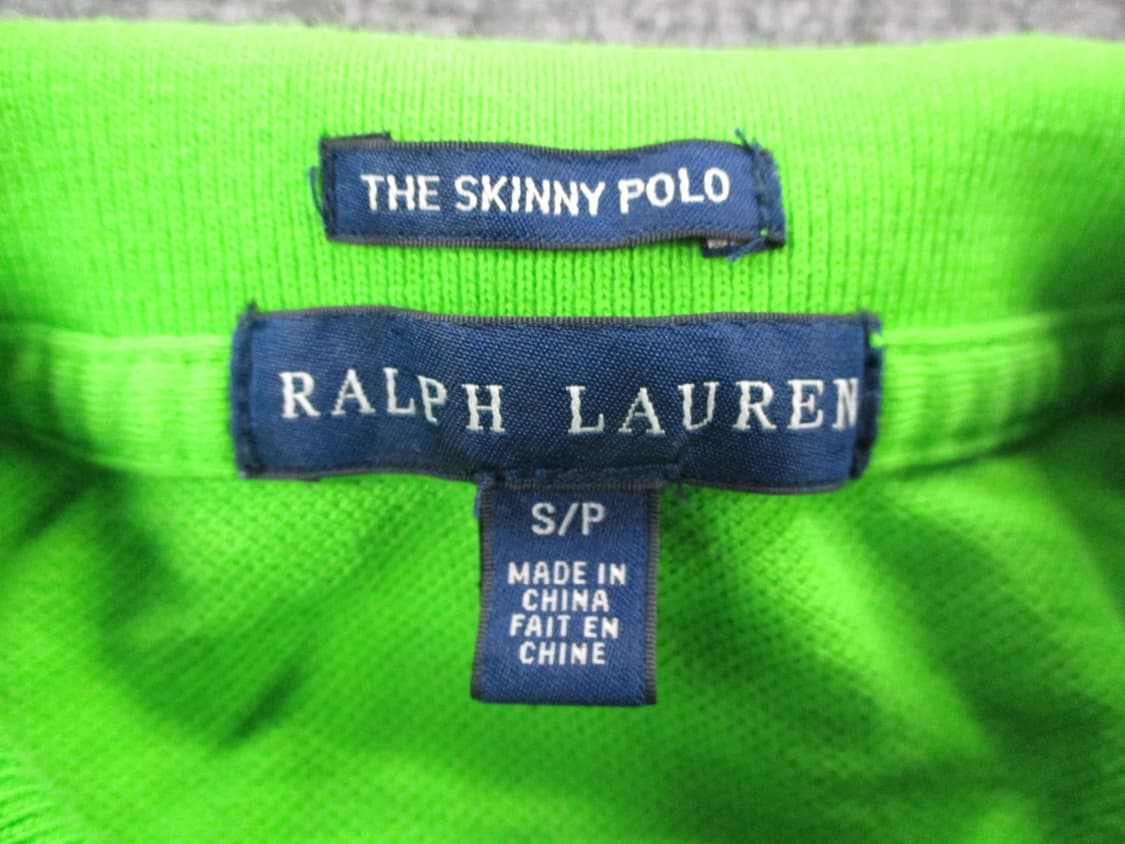 THE SKINNY POLO
RALPH LAUREN
S/P
MADE IN
CHINA
FAIT EN
CHINE